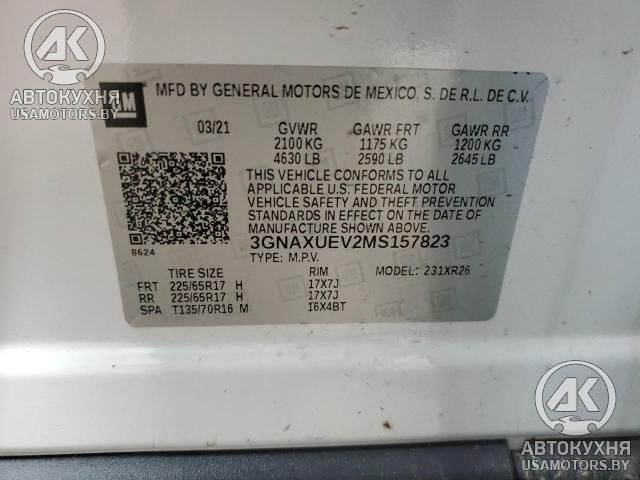 MFD BY GENERAL MOTORS DE MEXICO, S. DE R.L. DE C.V.
GM
03/21 GVWR GAWR FRT GAWR RR
2100 KG 1175 KG 1200 KG
4630 LB 2590 LB 2645 LB
THIS VEHICLE CONFORMS TO ALL
APPLICABLE U.S. FEDERAL MOTOR
VEHICLE SAFETY AND THEFT PREVENTION
STANDARDS IN EFFECT ON THE DATE OF
MANUFACTURE SHOWN ABOVE.
8624
3GNAXUEV2MS157823
TYPE: M.P.V. MODEL: 231XR26
TIRE SIZE RIM
FRT 225/65R17 H 17X7J
RR 225/65R17 H 17X7J
SPA T135/70R16 M 16X4BT
АК
АВТОКУХНЯ
USAMOTORS.BY
АК
АВТОКУХНЯ
USAMOTORS.BY